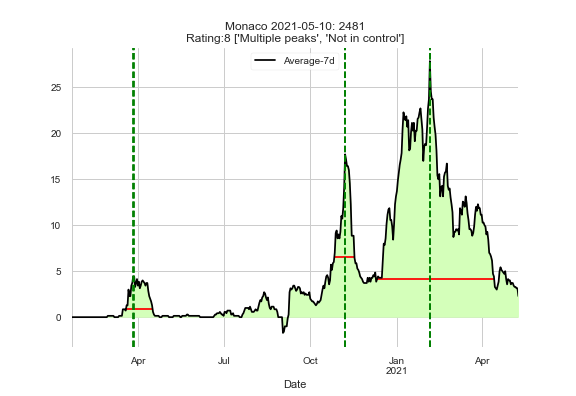 Monaco 2021-05-10: 2481
Rating:8 ['Multiple peaks', 'Not in control']
Average-7d
25
20
15
10
5
0
Apr
Jul
Oct
Jan
2021
Apr
Date